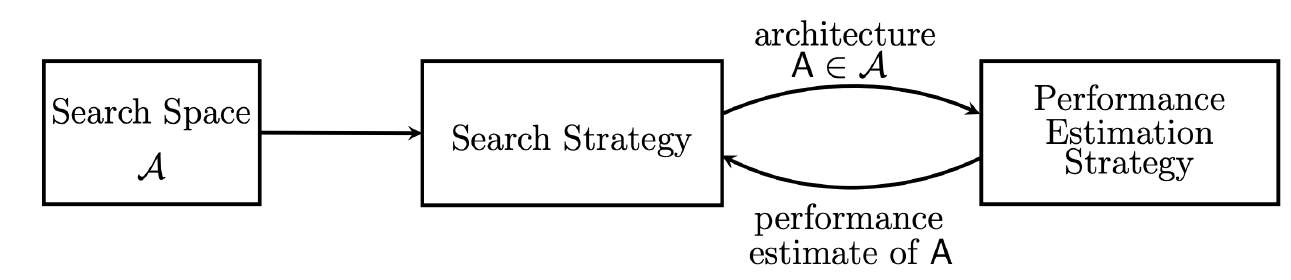 architecture
A ∈ 𝒜
Search Space
𝒜
Search Strategy
Performance
Estimation
Strategy
performance
estimate of A